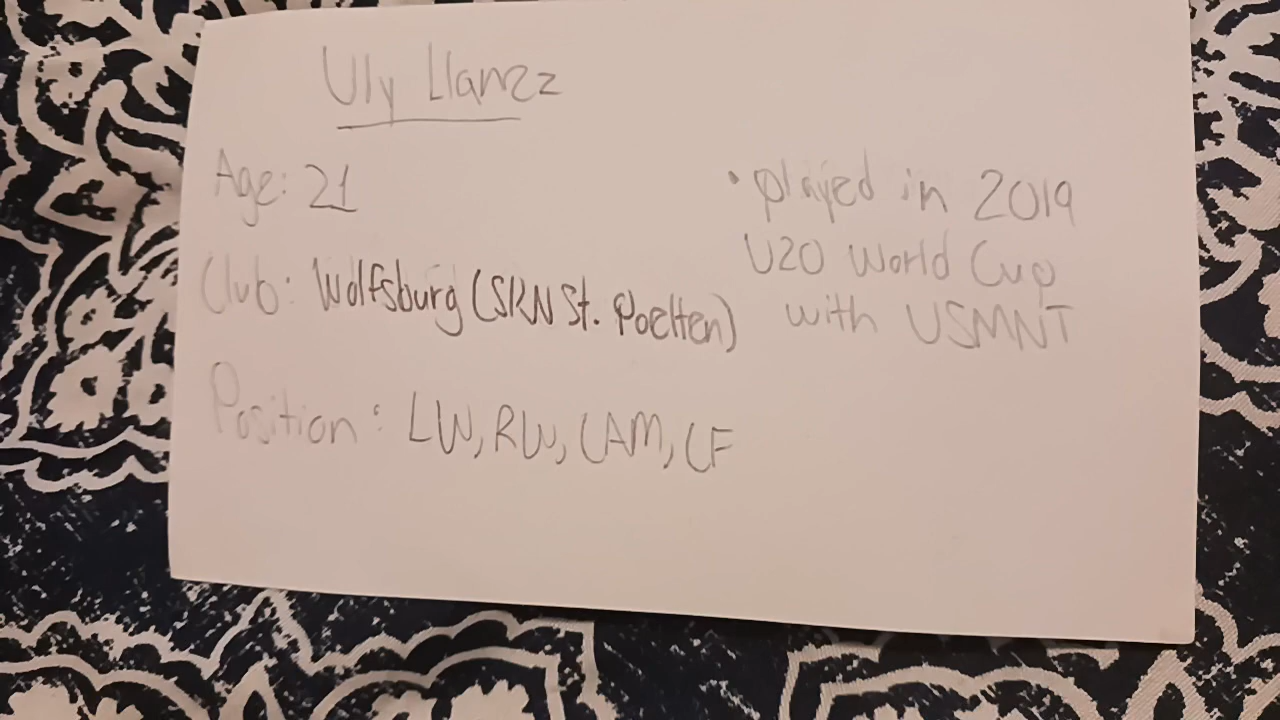 Uly Llanez
Age: 21
Club: Wolfsburg (SKN St. Poelten)
Position: LW, RW, CAM, CF
• played in 2019
U20 World Cup
with USMNT